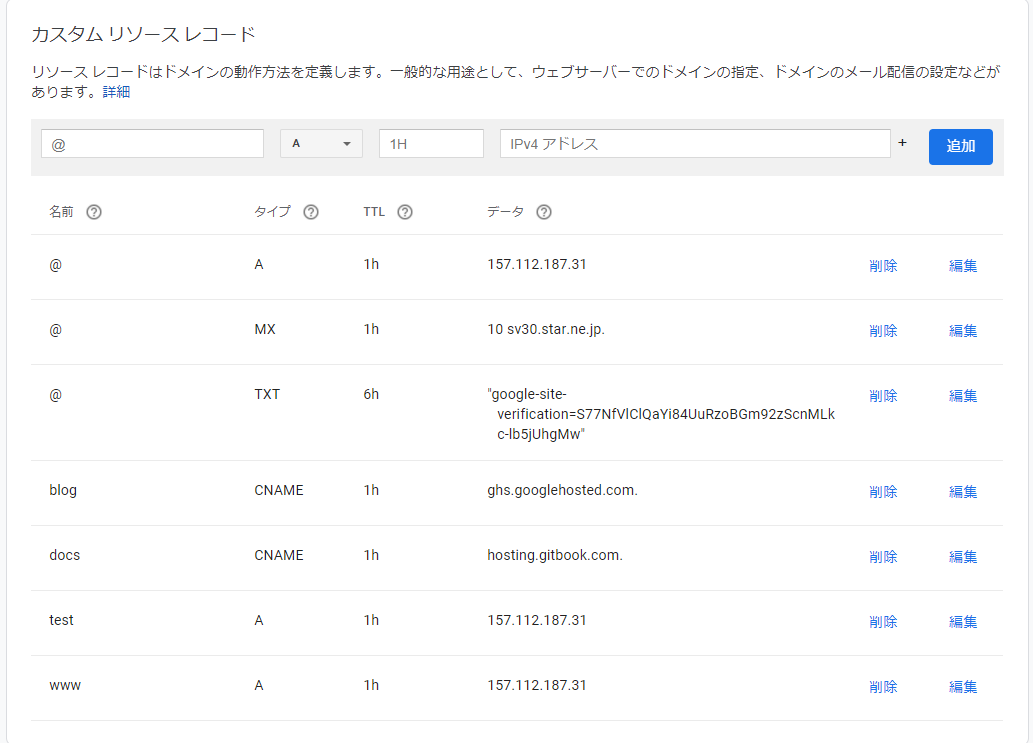 カスタム リソース レコード
リソース レコードはドメインの動作方法を定義します。一般的な用途として、ウェブサーバーでのドメインの指定、ドメインのメール配信の設定などが
あります。詳細
@ A 1H IPv4 アドレス + 追加
名前 ? タイプ ? TTL ? データ ?
@ A 1h 157.112.187.31 削除 編集
@ MX 1h 10 sv30.star.ne.jp. 削除 編集
@ TXT 6h "google-site- 削除 編集
verification=S77NfVlClQaYi84UuRzoBGm92zScnMLk
c-lb5jUhgMw"
blog CNAME 1h ghs.googlehosted.com. 削除 編集
docs CNAME 1h hosting.gitbook.com. 削除 編集
test A 1h 157.112.187.31 削除 編集
www A 1h 157.112.187.31 削除 編集